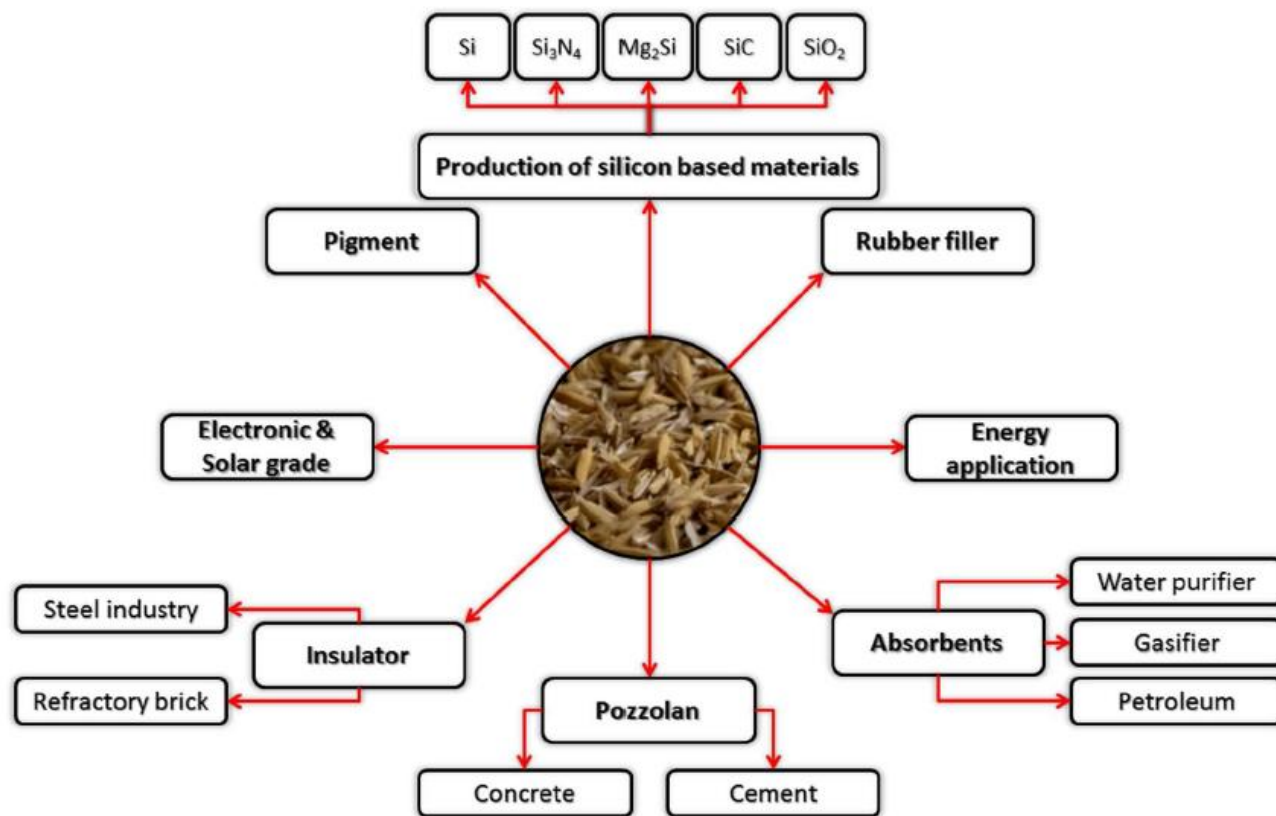 Si
Si₃N₄
Mg₂Si
SiC
SiO₂
Production of silicon based materials
Pigment
Rubber filler
Electronic &
Solar grade
Energy
application
Steel industry
Insulator
Refractory brick
Water purifier
Absorbents
Gasifier
Petroleum
Pozzolan
Concrete
Cement